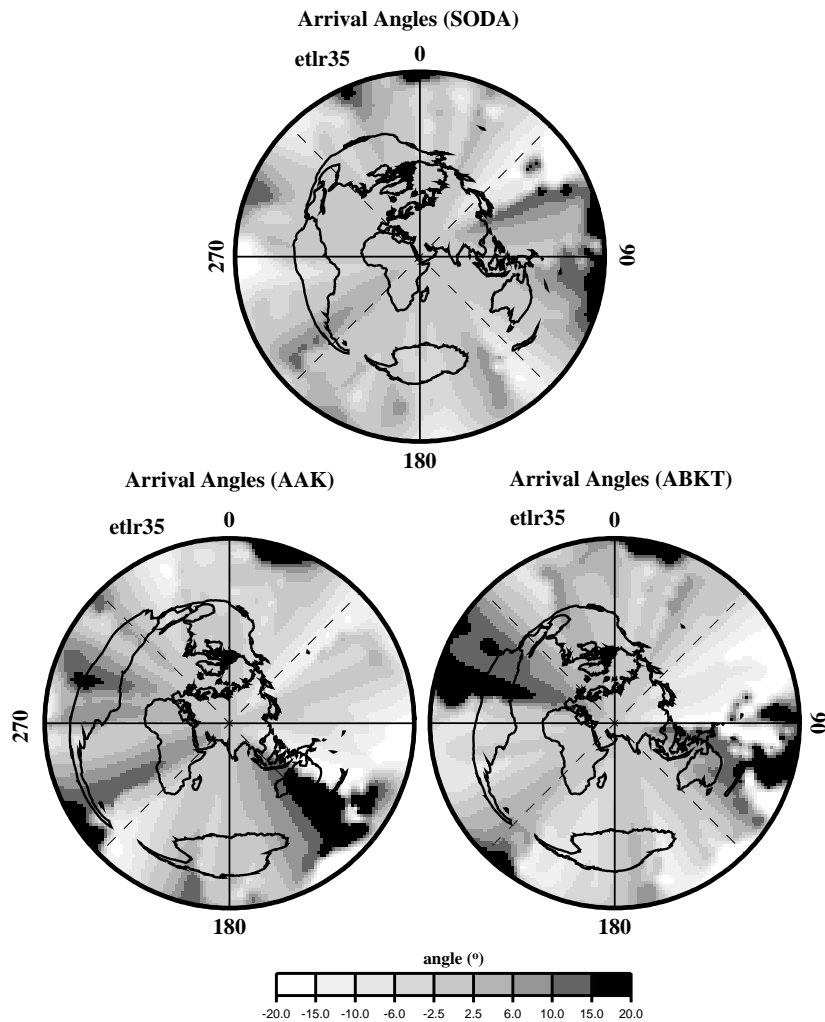 Arrival Angles (SODA)
etlr35
0
270
90
180
Arrival Angles (AAK)
Arrival Angles (ABKT)
etlr35
0
etlr35
0
270
90
180
180
angle (º)
-20.0 -15.0 -10.0 -6.0 -2.5 2.5 6.0 10.0 15.0 20.0